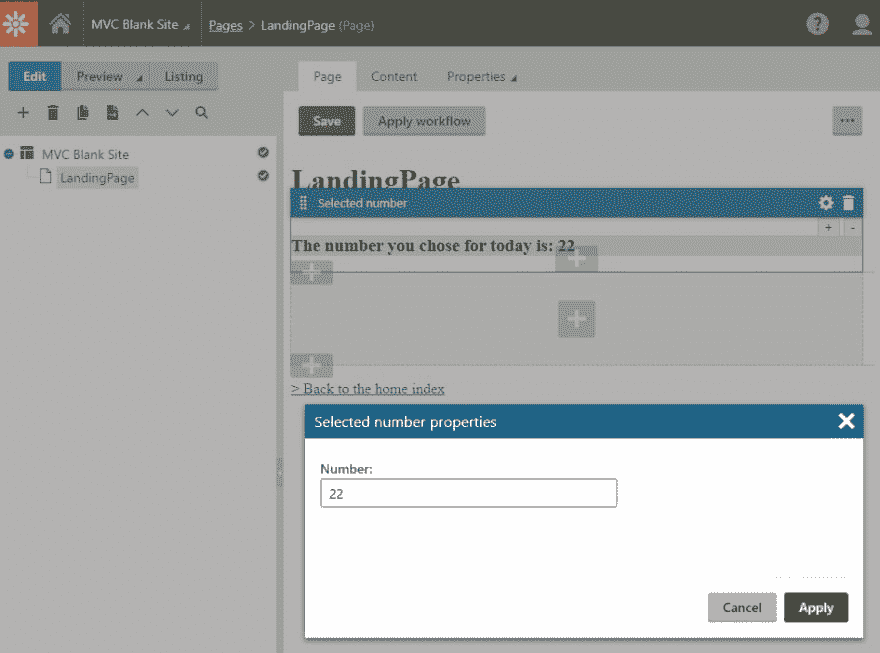 MVC Blank Site Pages > LandingPage (Page) ?
Edit Preview Listing Page Content Properties
Save Apply workflow ...
MVC Blank Site
LandingPage
LandingPage
Selected number
+ -
The number you chose for today is: 22
> Back to the home index
Selected number properties
Number:
22
Cancel Apply